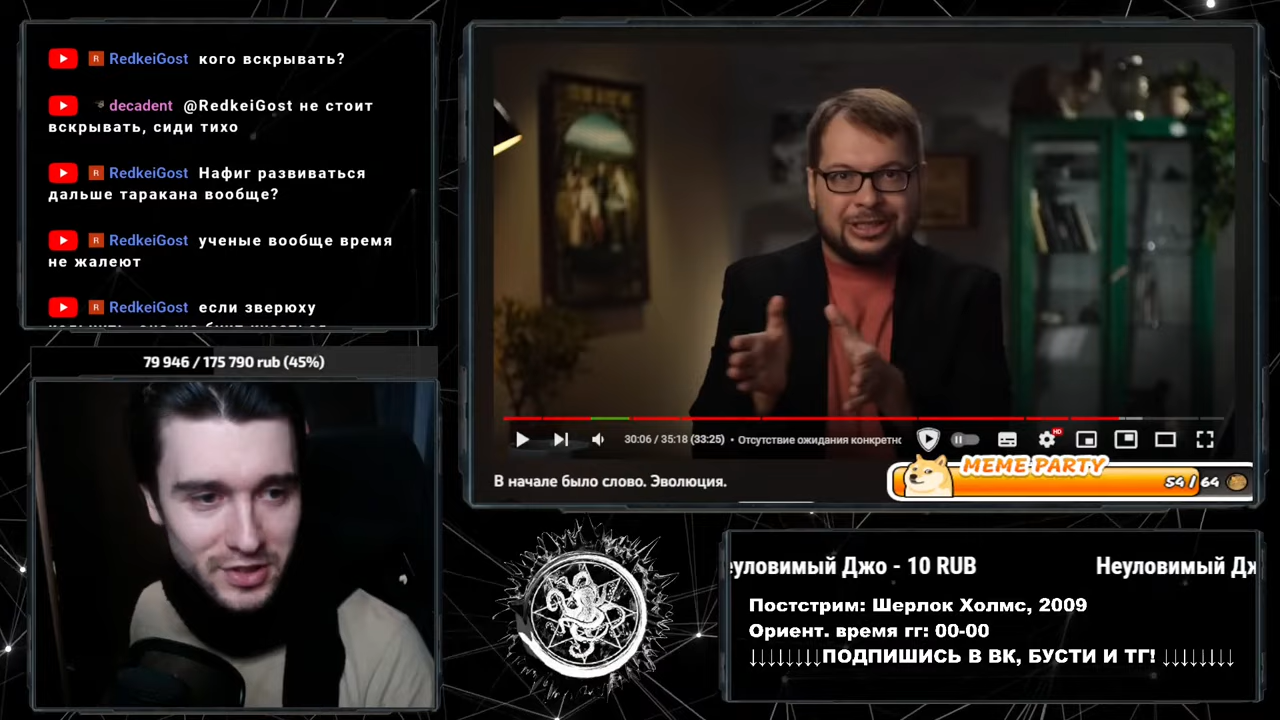 RedkeiGost кого вскрывать?
decadent @RedkeiGost не стоит
вскрывать, сиди тихо
RedkeiGost Нафиг развиваться
дальше таракана вообще?
RedkeiGost ученые вообще время
не жалеют
RedkeiGost если зверюху
79 946 / 175 790 rub (45%)
30:06 / 35:18 (33:25) • Отсутствие ожидания конкретно
HD
В начале было слово. Эволюция.
MEME PARTY
54 / 64
еуловимый Джо - 10 RUB Неуловимый Дж
Постстрим: Шерлок Холмс, 2009
Ориент. время гг: 00-00
↓↓↓↓↓↓↓↓ПОДПИШИСЬ В ВК, БУСТИ И ТГ! ↓↓↓↓↓↓↓↓